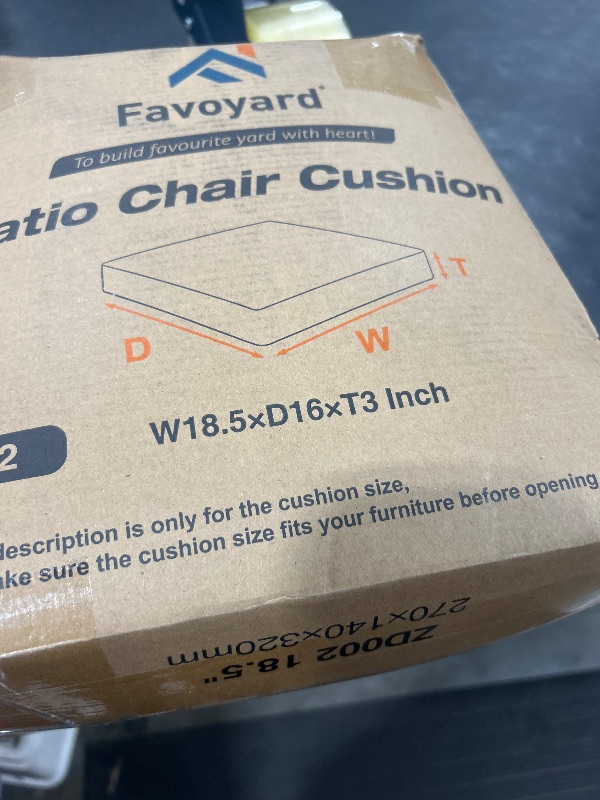 Favoyard
To build favourite yard with heart!
atio Chair Cushion
T
D
W
W18.5×D16×T3 Inch
2
description is only for the cushion size,
ake sure the cushion size fits your furniture before opening
ZD002 18.5"
270×140×320mm